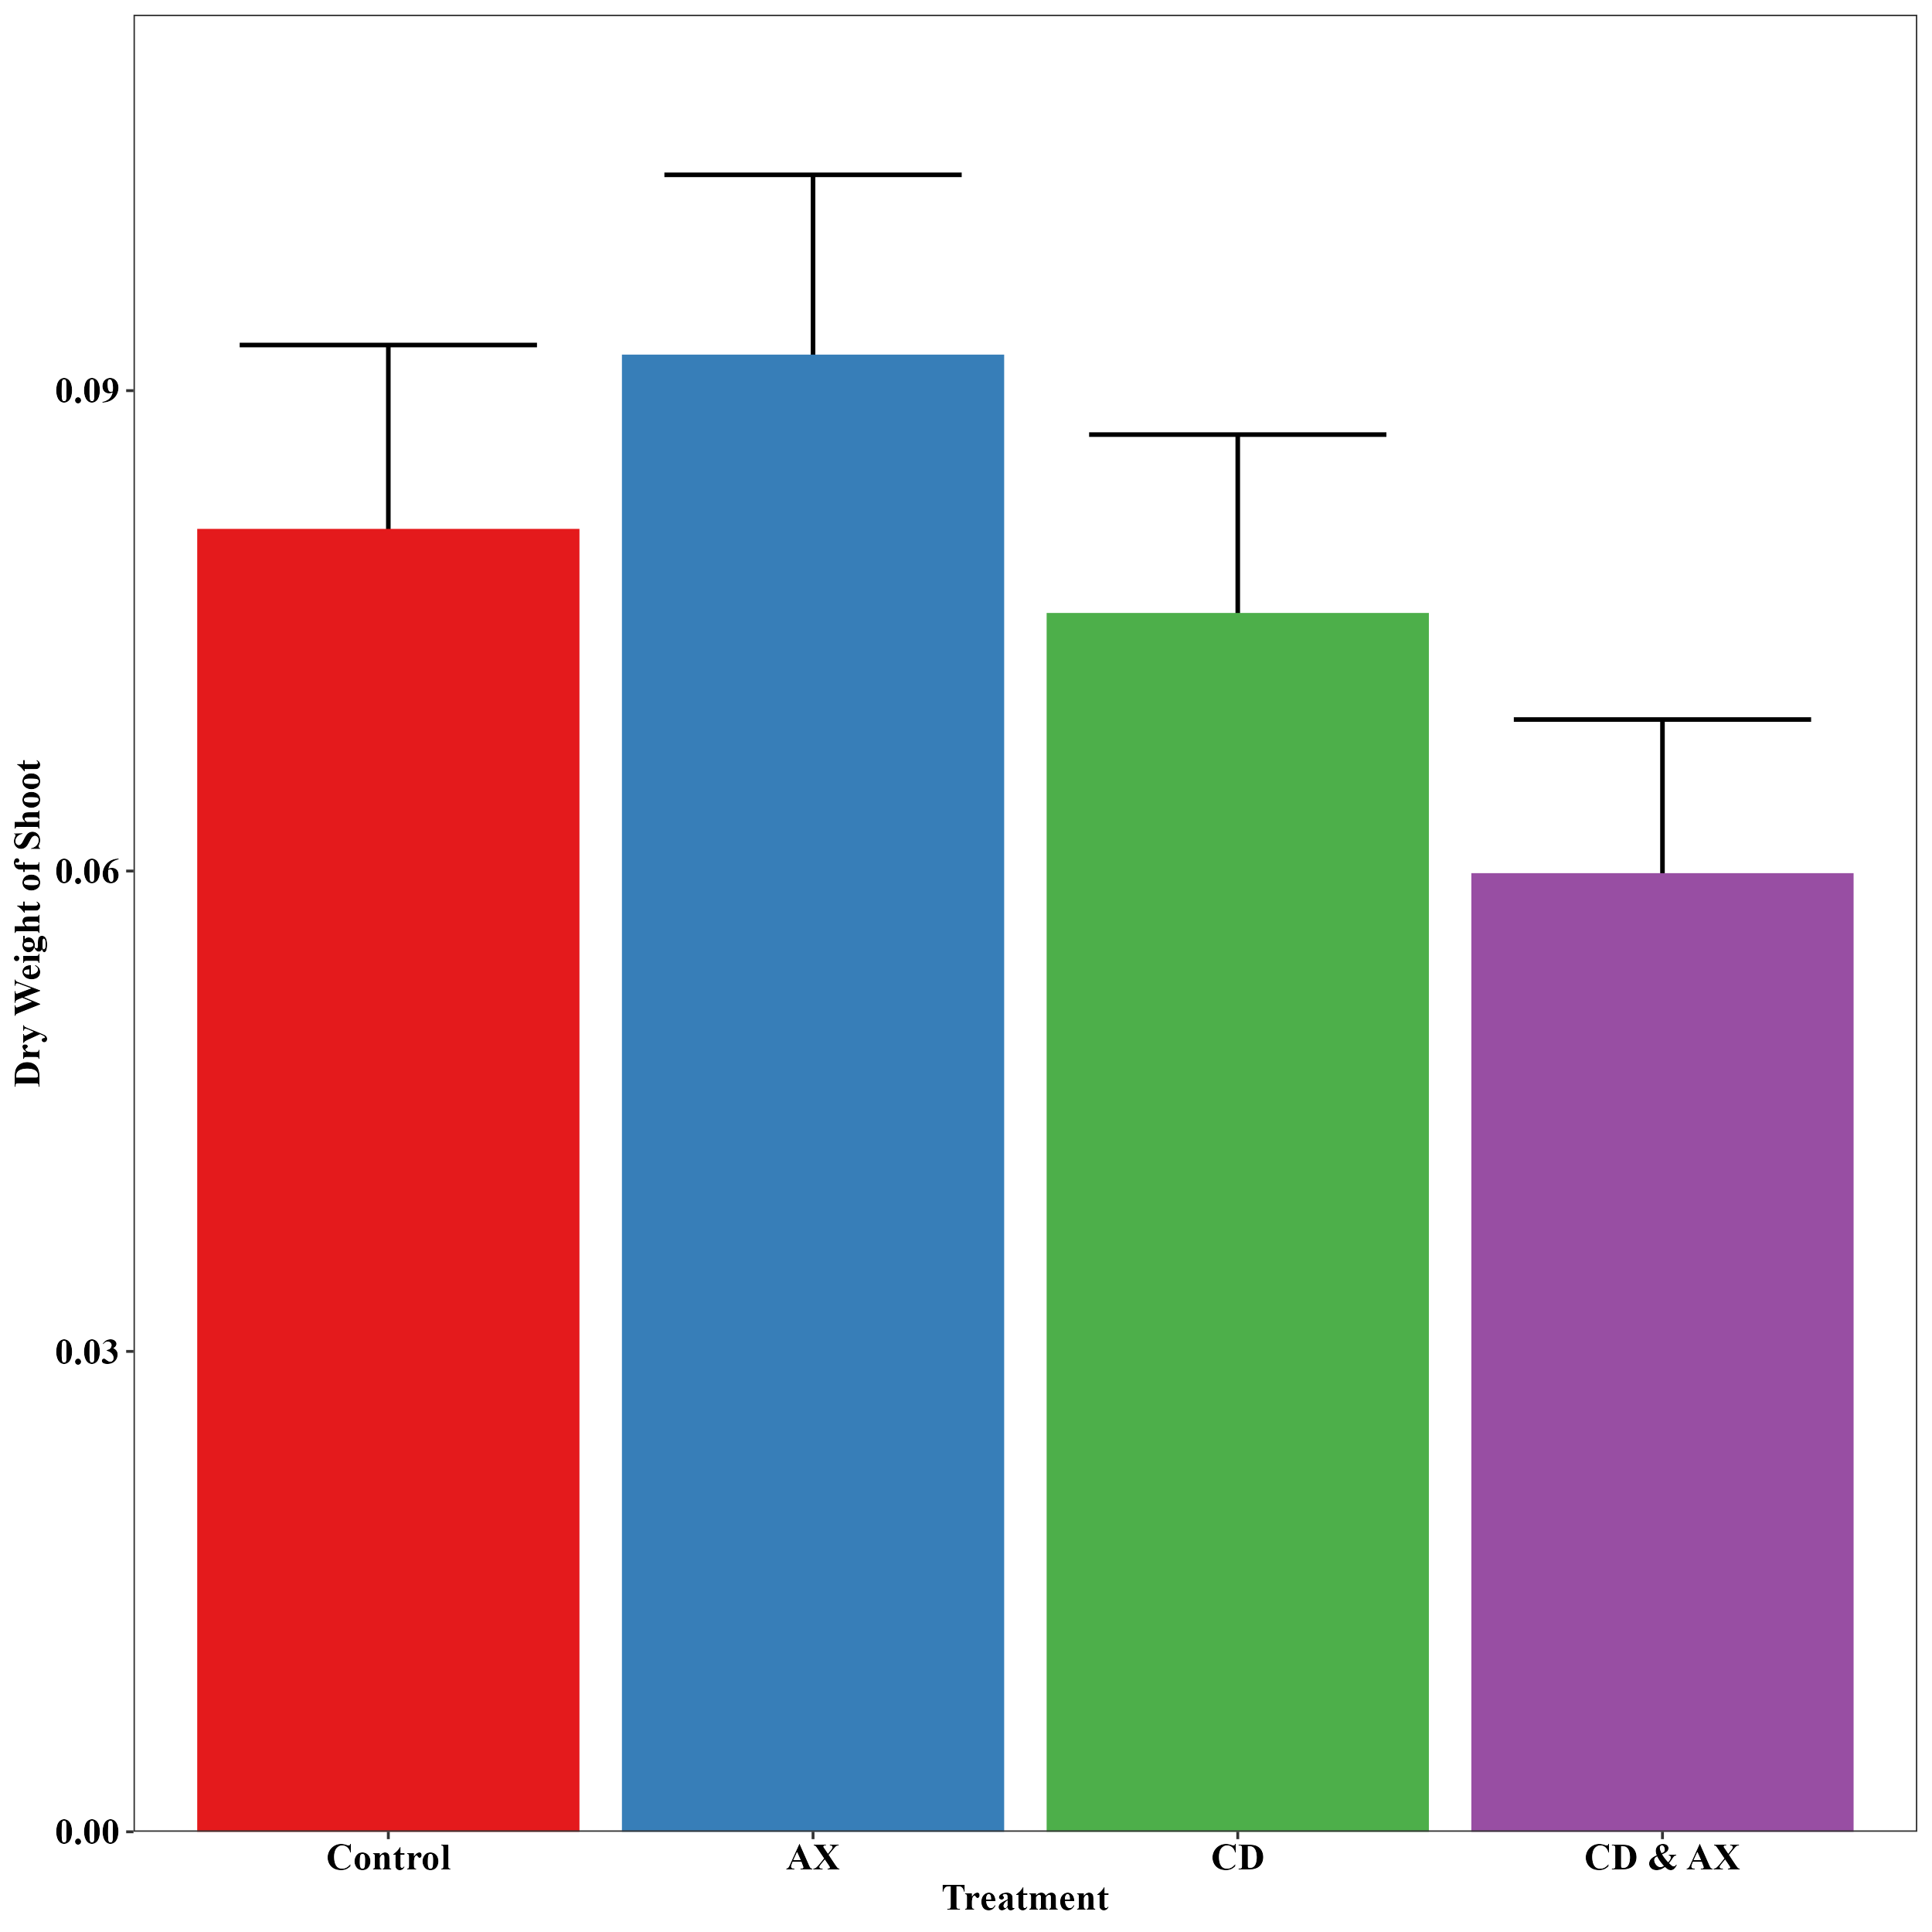 Dry Weight of Shoot
0.09
0.06
0.03
0.00
Control
AX
CD
CD & AX
Treatment